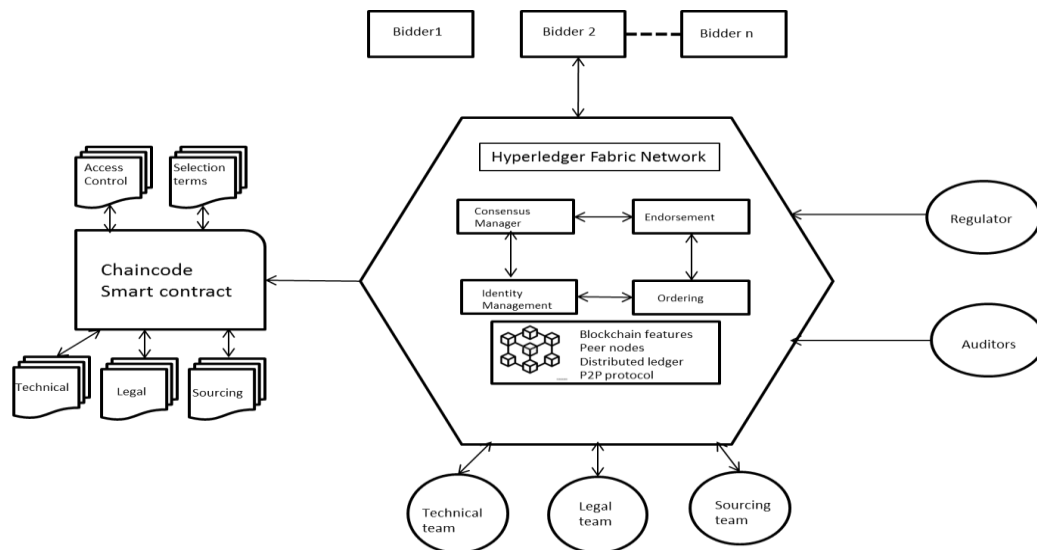 Bidder1
Bidder 2
Bidder n
Hyperledger Fabric Network
Access
Control
Selection
terms
Consensus
Manager
Endorsement
Regulator
Chaincode
Smart contract
Identity
Management
Ordering
Blockchain features
Peer nodes
Distributed ledger
P2P protocol
Auditors
Technical
Legal
Sourcing
Technical
team
Legal
team
Sourcing
team